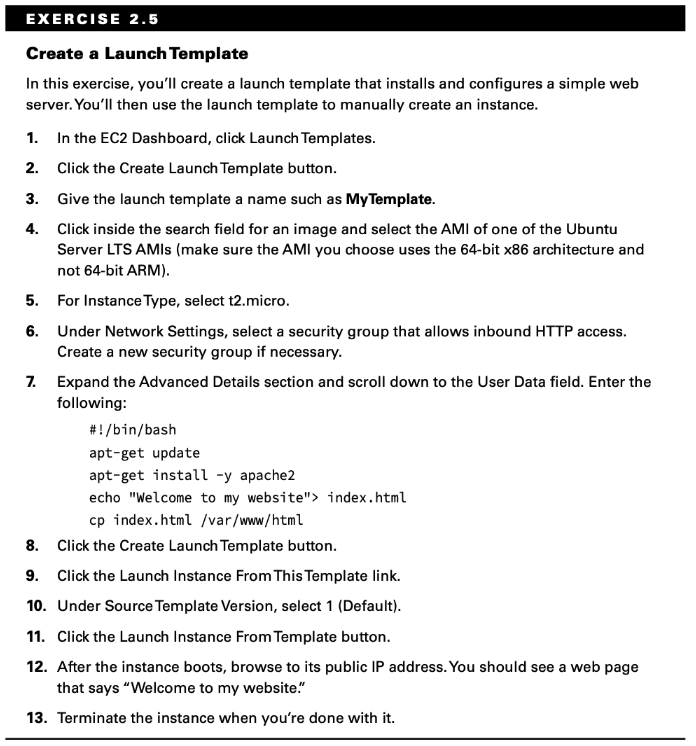 EXERCISE 2.5
Create a Launch Template
In this exercise, you'll create a launch template that installs and configures a simple web
server. You'll then use the launch template to manually create an instance.
1. In the EC2 Dashboard, click Launch Templates.
2. Click the Create Launch Template button.
3. Give the launch template a name such as MyTemplate.
4. Click inside the search field for an image and select the AMI of one of the Ubuntu
Server LTS AMIs (make sure the AMI you choose uses the 64-bit x86 architecture and
not 64-bit ARM).
5. For Instance Type, select t2.micro.
6. Under Network Settings, select a security group that allows inbound HTTP access.
Create a new security group if necessary.
7. Expand the Advanced Details section and scroll down to the User Data field. Enter the
following:
#!/bin/bash
apt-get update
apt-get install -y apache2
echo "Welcome to my website"> index.html
cp index.html /var/www/html
8. Click the Create Launch Template button.
9. Click the Launch Instance From This Template link.
10. Under Source Template Version, select 1 (Default).
11. Click the Launch Instance From Template button.
12. After the instance boots, browse to its public IP address. You should see a web page
that says “Welcome to my website.”
13. Terminate the instance when you're done with it.